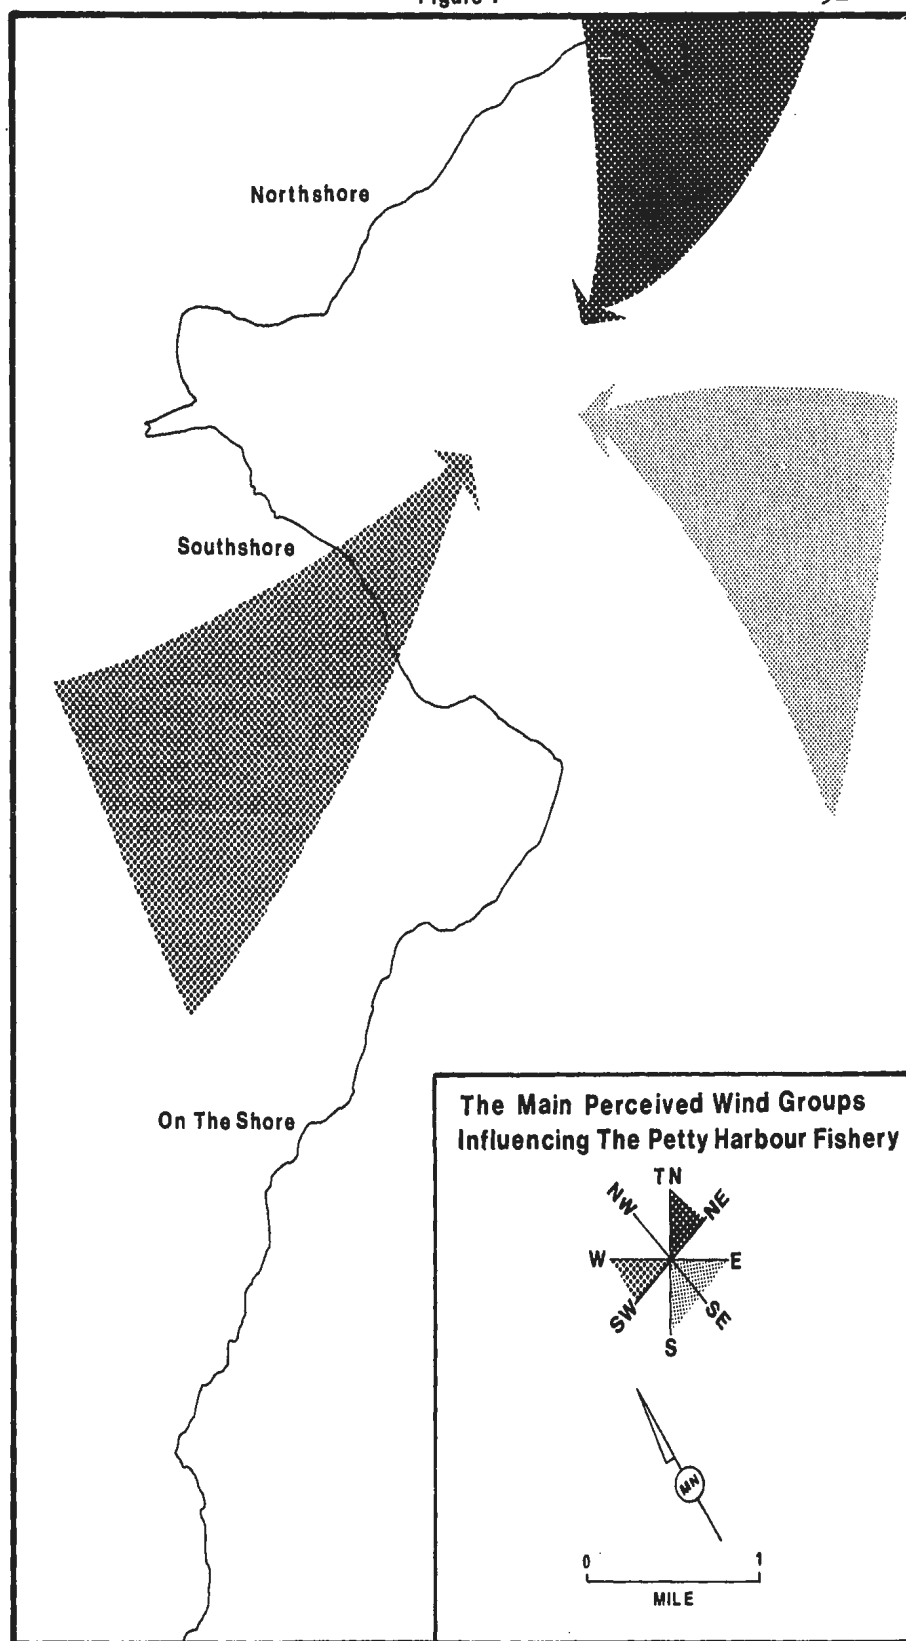 Northshore
Southshore
On The Shore
The Main Perceived Wind Groups
Influencing The Petty Harbour Fishery
TN
NW
NE
W
E
SW
SE
S
MN
0 1
MILE